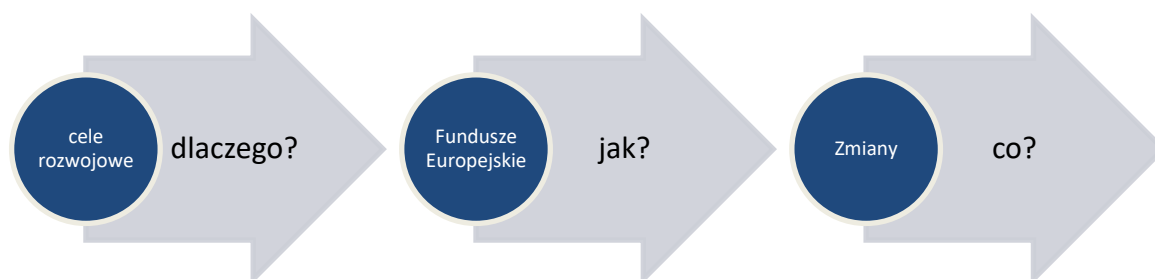 cele
rozwojowe
dlaczego?
Fundusze
Europejskie
jak?
Zmiany
co?